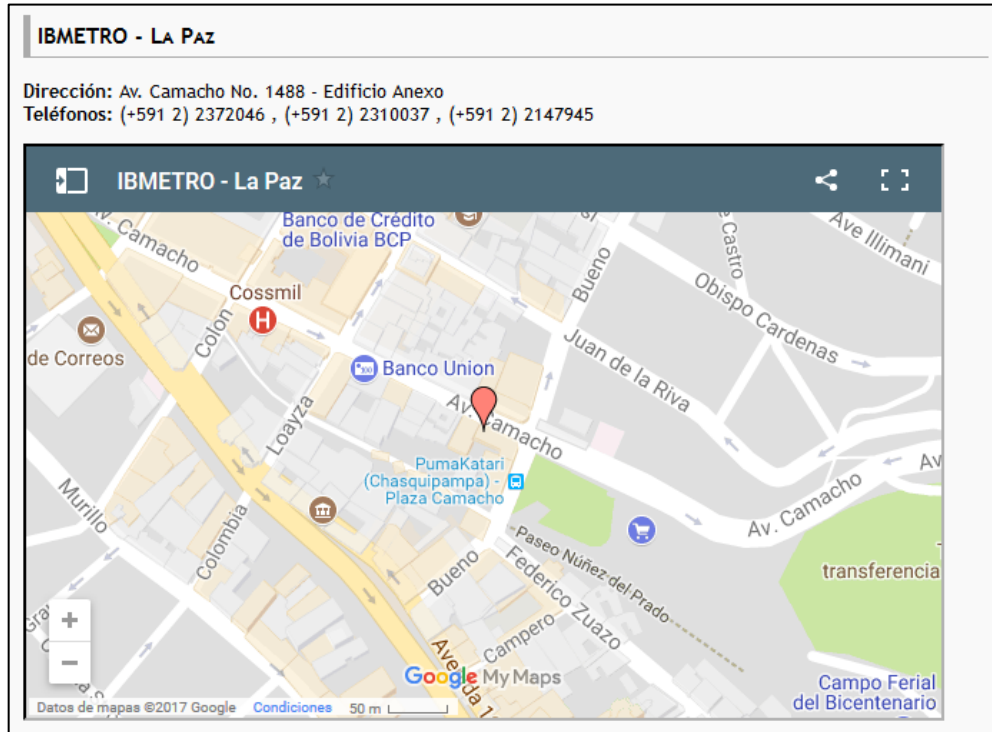 IBMETRO - LA PAZ
Dirección: Av. Camacho No. 1488 - Edificio Anexo
Teléfonos: (+591 2) 2372046 , (+591 2) 2310037 , (+591 2) 2147945
IBMETRO - La Paz
Av. Camacho
Banco de Crédito
de Bolivia BCP
Bueno
e Castro
Ave Illimani
Cossmil
H
Obispo Cardenas
de Correos
Colon
Juan de la Riva
Banco Union
Loayza
Av. Camacho
PumaKatari
(Chasquipampa) -
Plaza Camacho
Av
Av. Camacho
Murillo
Colombia
Paseo Núñez del Prado
Bueno
Federico Zuazo
transferencia
Campero
Gra
+
−
Avenida 1
Google My Maps
Campo Ferial
del Bicentenario
Datos de mapas ©2017 Google Condiciones 50 m